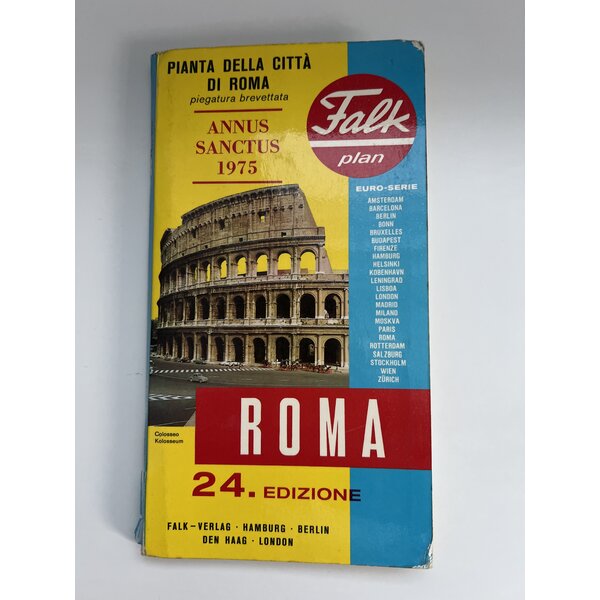 PIANTA DELLA CITTÀ
DI ROMA
piegatura brevettata
ANNUS
SANCTUS
1975
Falk
plan
EURO-SERIE
AMSTERDAM
BARCELONA
BERLIN
BONN
BRUXELLES
BUDAPEST
FIRENZE
HAMBURG
HELSINKI
KOBENHAVN
LENINGRAD
LISBOA
LONDON
MADRID
MILANO
MOSKVA
PARIS
ROMA
ROTTERDAM
SALZBURG
STOCKHOLM
WIEN
ZÜRICH
Colosseo
Kolosseum
ROMA
24. EDIZIONE
FALK–VERLAG · HAMBURG · BERLIN
DEN HAAG · LONDON